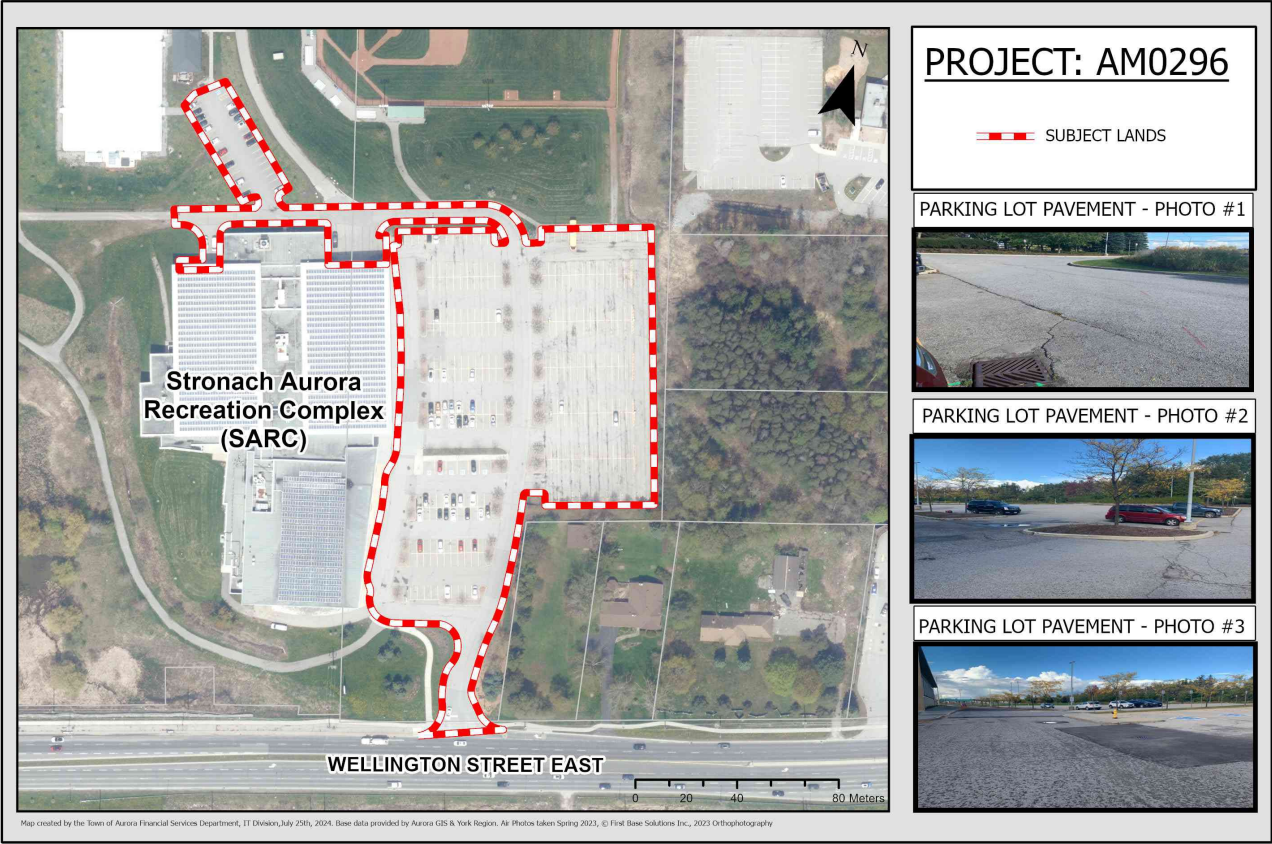 PROJECT: AM0296
SUBJECT LANDS
N
PARKING LOT PAVEMENT - PHOTO #1
PARKING LOT PAVEMENT - PHOTO #2
PARKING LOT PAVEMENT - PHOTO #3
Stronach Aurora
Recreation Complex
(SARC)
WELLINGTON STREET EAST
0 20 40 80 Meters
Map created by the Town of Aurora Financial Services Department, IT Division,July 25th, 2024. Base data provided by Aurora GIS & York Region. Air Photos taken Spring 2023, © First Base Solutions Inc., 2023 Orthophotography